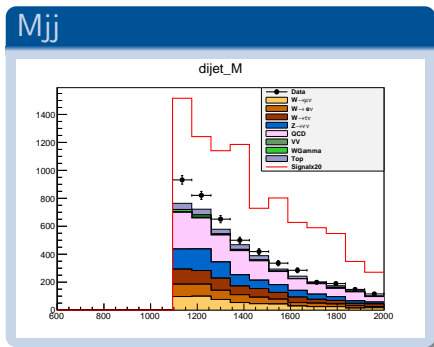 Mjj
dijet_M
Data
W→μν
W→ eν
W→τν
Z→νν
QCD
VV
WGamma
Top
Signalx20
1400
1200
1000
800
600
400
200
0
600 800 1000 1200 1400 1600 1800 2000